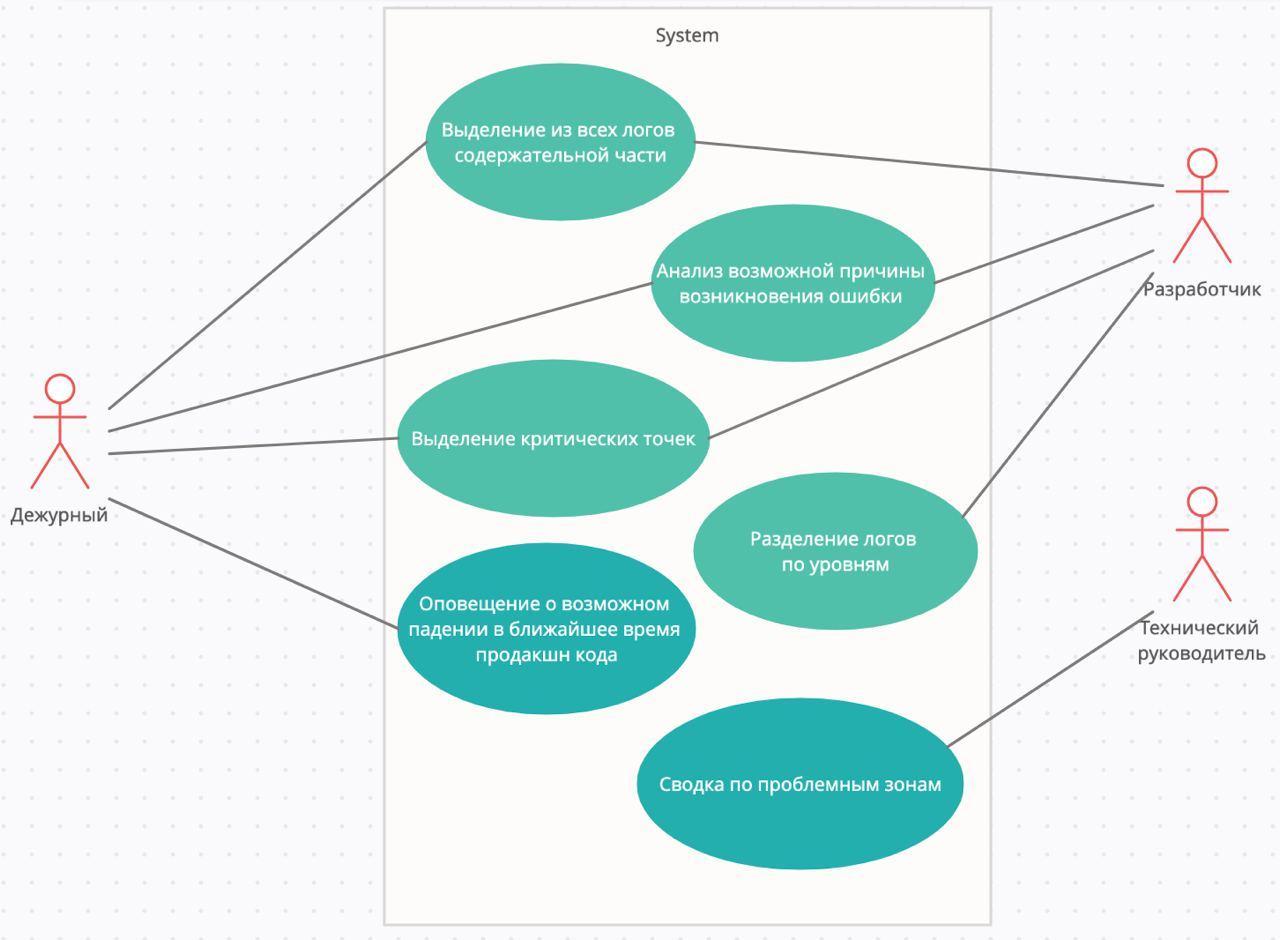 System
Выделение из всех логов
содержательной части
Анализ возможной причины
возникновения ошибки
Разработчик
Выделение критических точек
Дежурный
Разделение логов
по уровням
Оповещение о возможном
падении в ближайшее время
продакшн кода
Технический
руководитель
Сводка по проблемным зонам